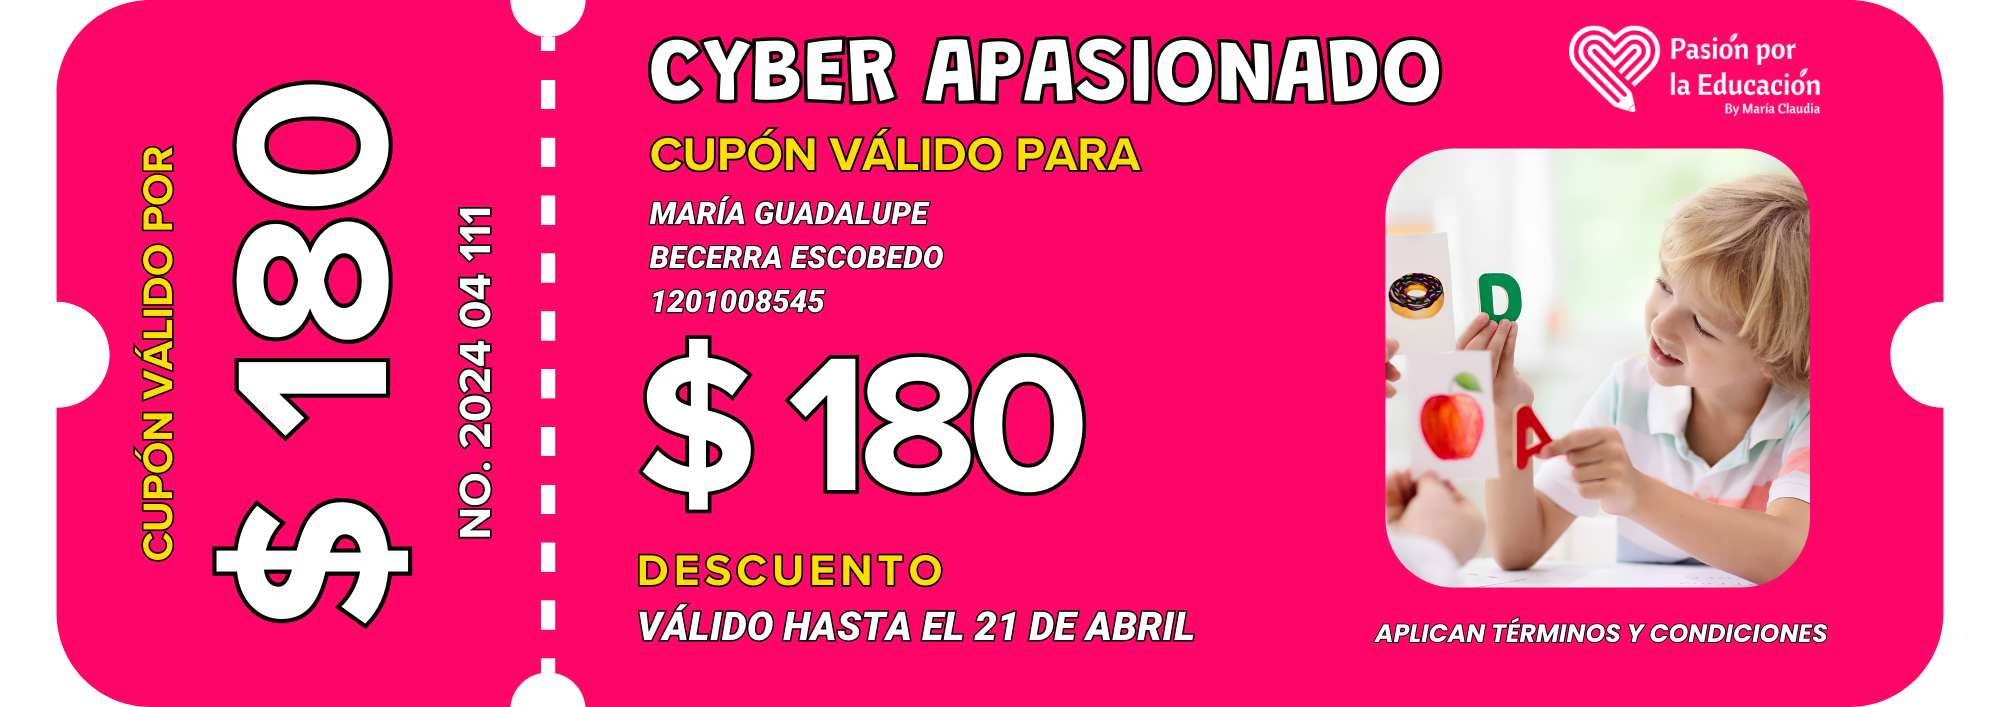 CUPÓN VÁLIDO POR
$ 180
NO. 2024 04 111
CYBER APASIONADO
CUPÓN VÁLIDO PARA
MARÍA GUADALUPE
BECERRA ESCOBEDO
1201008545
$ 180
DESCUENTO
VÁLIDO HASTA EL 21 DE ABRIL
Pasión por
la Educación
By María Claudia
D
A
APLICAN TÉRMINOS Y CONDICIONES